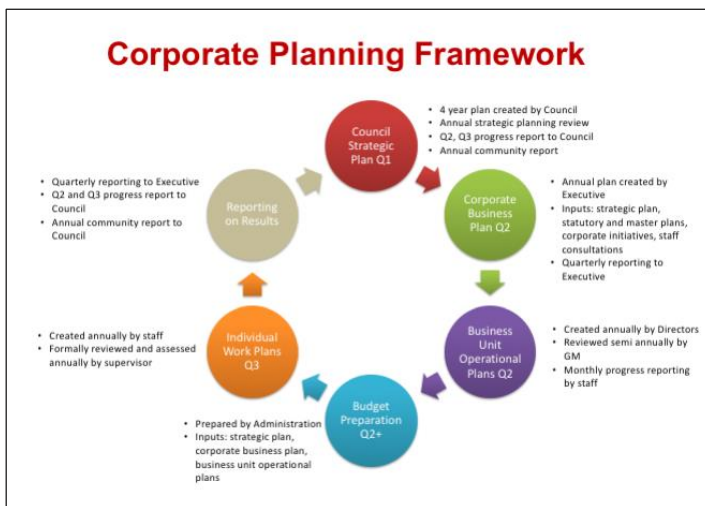 Corporate Planning Framework
Council
Strategic
Plan Q1
• 4 year plan created by Council
• Annual strategic planning review
• Q2, Q3 progress report to Council
• Annual community report
Corporate
Business
Plan Q2
• Annual plan created by
Executive
• Inputs: strategic plan,
statutory and master plans,
corporate initiatives, staff
consultations
• Quarterly reporting to
Executive
Business
Unit
Operational
Plans Q2
• Created annually by Directors
• Reviewed semi annually by
GM
• Monthly progress reporting
by staff
Budget
Preparation
Q2+
• Prepared by Administration
• Inputs: strategic plan,
corporate business plan,
business unit operational
plans
Individual
Work Plans
Q3
• Created annually by staff
• Formally reviewed and assessed
annually by supervisor
Reporting
on Results
• Quarterly reporting to Executive
• Q2 and Q3 progress report to
Council
• Annual community report to
Council